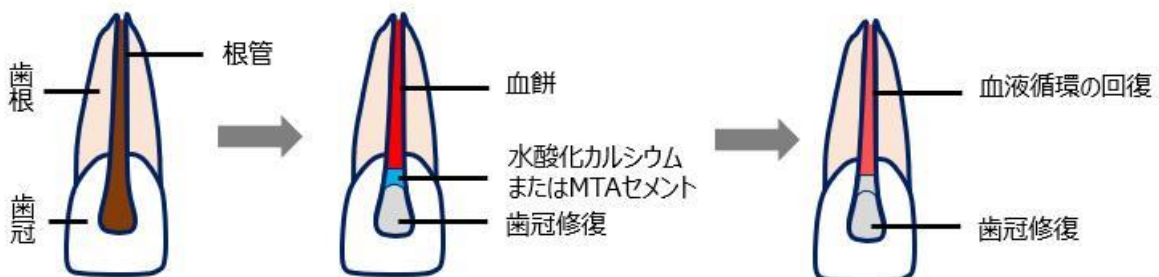 歯根
根管
歯冠
血餅
水酸化カルシウム
またはMTAセメント
歯冠修復
血液循環の回復
歯冠修復